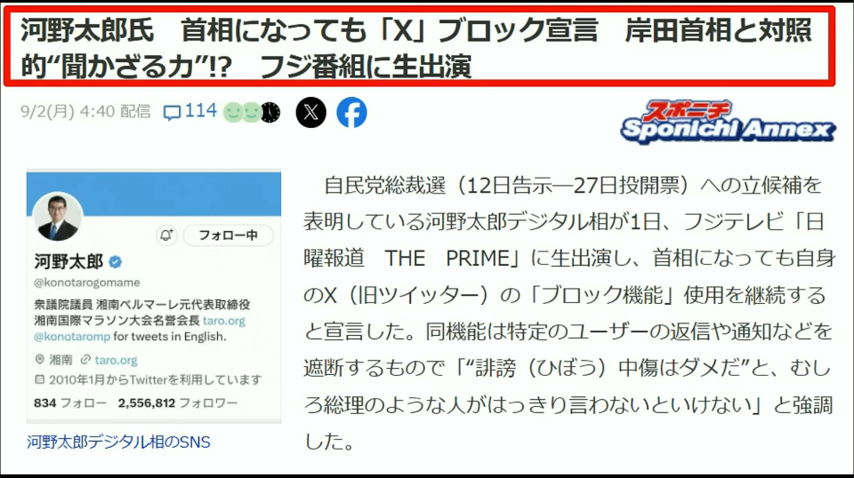 河野太郎氏　首相になっても「X」ブロック宣言　岸田首相と対照
的“聞かざる力”!?　フジ番組に生出演
9/2(月) 4:40 配信 114
スポニチ
Sponichi Annex
フォロー中
河野太郎
@konotarogomame
衆議院議員 湘南ベルマーレ元代表取締役
湘南国際マラソン大会名誉会長 taro.org
@konotaromp for tweets in English.
湘南 taro.org
2010年1月からTwitterを利用しています
834 フォロー 2,556,812 フォロワー
河野太郎デジタル相のSNS
自民党総裁選（12日告示―27日投開票）への立候補を
表明している河野太郎デジタル相が1日、フジテレビ「日
曜報道　THE　PRIME」に生出演し、首相になっても自身
のX（旧ツイッター）の「ブロック機能」使用を継続する
と宣言した。同機能は特定のユーザーの返信や通知などを
遮断するもので「“誹謗（ひぼう）中傷はダメだ”と、むし
ろ総理のような人がはっきり言わないといけない」と強調
した。